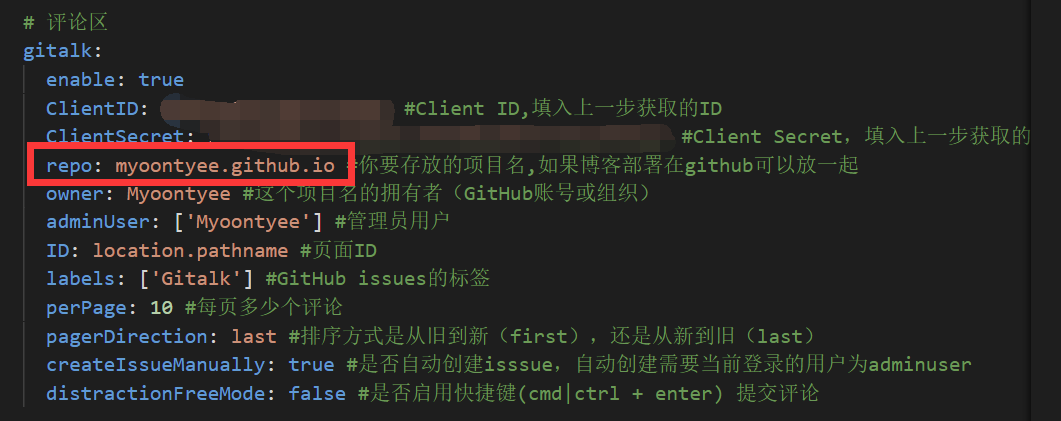 # 评论区
gitalk:
enable: true
ClientID: #Client ID,填入上一步获取的ID
ClientSecret: #Client Secret，填入上一步获取的
repo: myoontyee.github.io #你要存放的项目名,如果博客部署在github可以放一起
owner: Myoontyee #这个项目名的拥有者（GitHub账号或组织）
adminUser: ['Myoontyee'] #管理员用户
ID: location.pathname #页面ID
labels: ['Gitalk'] #GitHub issues的标签
perPage: 10 #每页多少个评论
pagerDirection: last #排序方式是从旧到新（first），还是从新到旧（last）
createIssueManually: true #是否自动创建isssue，自动创建需要当前登录的用户为adminuser
distractionFreeMode: false #是否启用快捷键(cmd|ctrl + enter) 提交评论